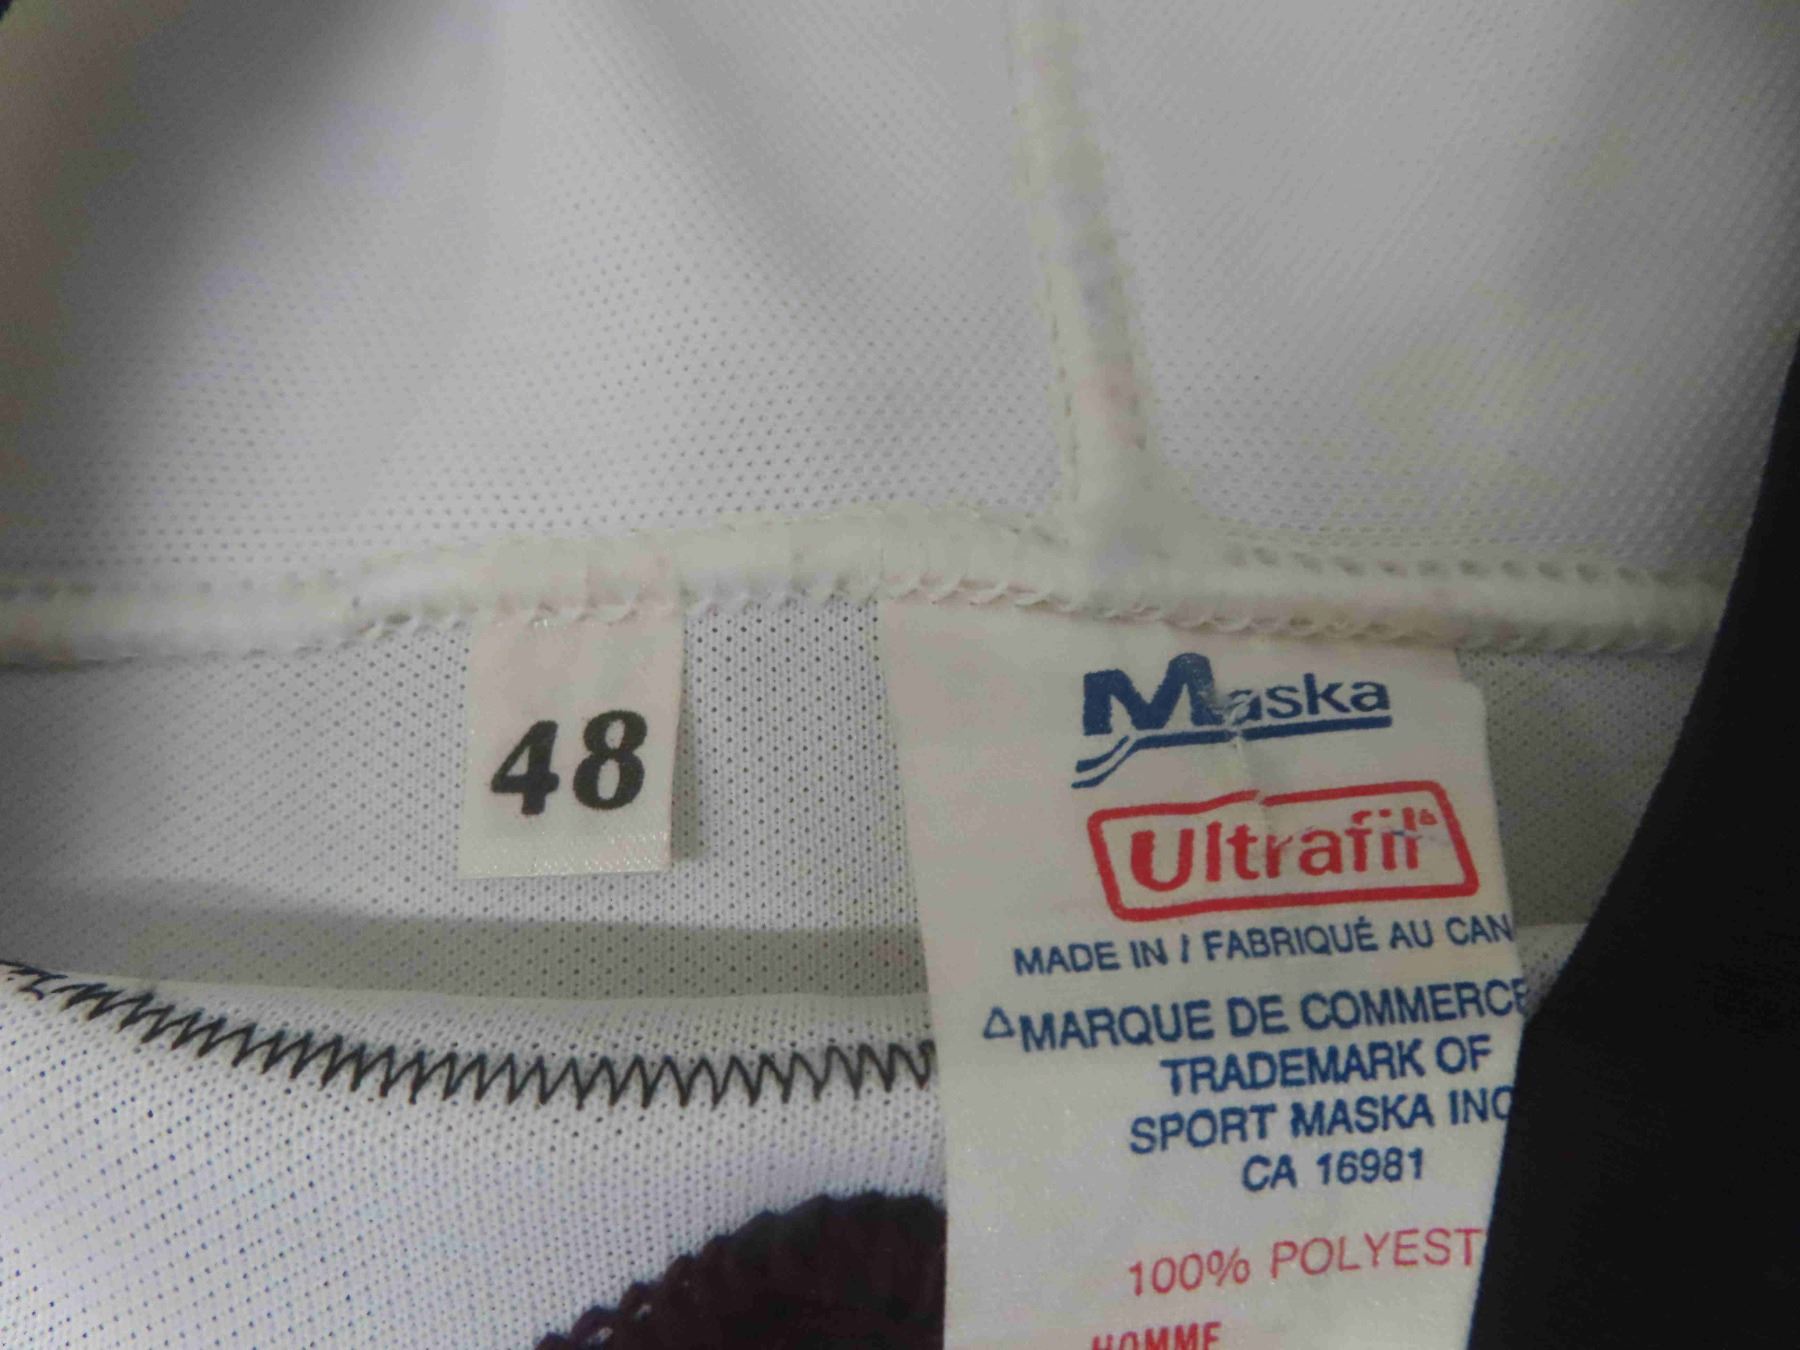 48
Maska
Ultrafil△
MADE IN / FABRIQUÉ AU CAN
△MARQUE DE COMMERCE
TRADEMARK OF
SPORT MASKA INC
CA 16981
100% POLYEST
HOMME